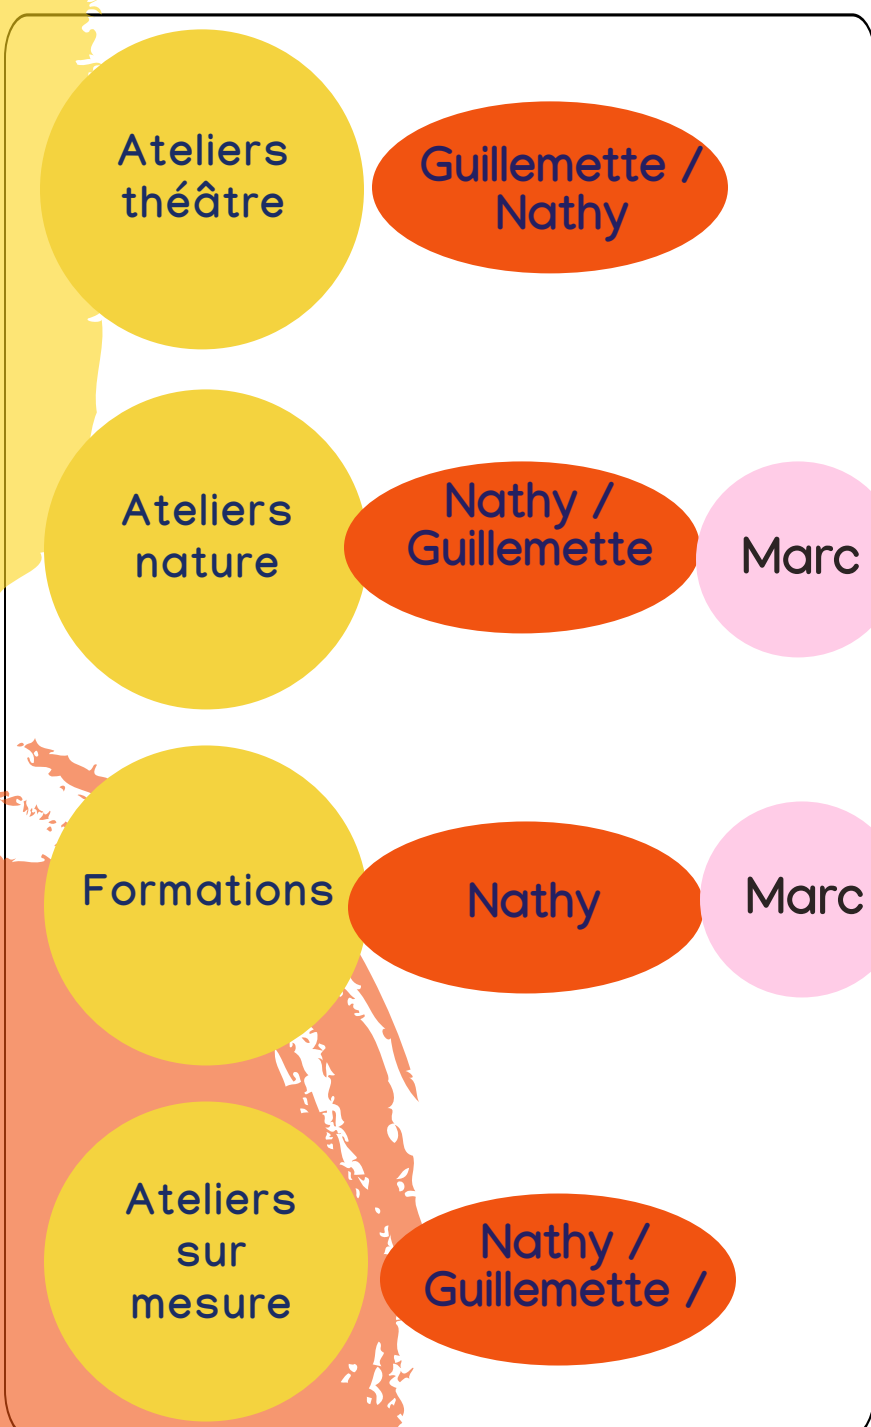 Ateliers
théâtre
Guillemette /
Nathy
Ateliers
nature
Nathy /
Guillemette
Marc
Formations
Nathy
Marc
Ateliers
sur
mesure
Nathy /
Guillemette /